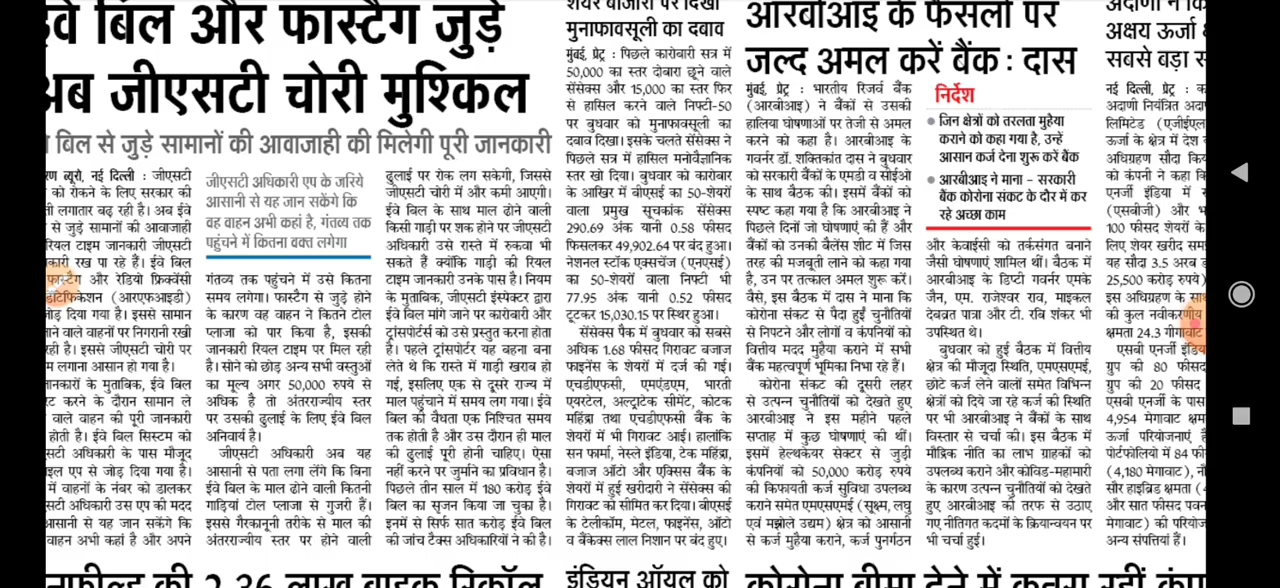 ईवे बिल और फास्टैग जुड़े
अब जीएसटी चोरी मुश्किल
बिल से जुड़े सामानों की आवाजाही की मिलेगी पूरी जानकारी
ब्यूरो, नई दिल्ली : जीएसटी
को रोकने के लिए सरकार की
लगातार बढ़ रही है। अब ईवे
से जुड़े सामानों की आवाजाही
रियल टाइम जानकारी जीएसटी
रख पा रहे हैं। ईवे बिल
फास्टैग और रेडियो फ्रिक्वेंसी
(आरएफआइडी)
जोड़ दिया गया है। इससे सामान
जाने वाले वाहनों पर निगरानी रखी
रही है। इससे जीएसटी चोरी पर
लगाना आसान हो गया है।
जानकारों के मुताबिक, ईवे बिल
करने के दौरान सामान ले
वाले वाहन की पूरी जानकारी
होती है। ईवे बिल सिस्टम को
अधिकारी के पास मौजूद
एप से जोड़ दिया गया है।
में वाहनों के नंबर को डालकर
अधिकारी उस एप की मदद
आसानी से यह जान सकेंगे कि
वाहन अभी कहां है और अपने
जीएसटी अधिकारी एप के जरिये
आसानी से यह जान सकेंगे कि
वह वाहन अभी कहां है, गंतव्य तक
पहुंचने में कितना वक्त लगेगा
गंतव्य तक पहुंचने में उसे कितना
समय लगेगा। फास्टैग से जुड़े होने
के कारण वह वाहन ने कितने टोल
प्लाजा को पार किया है, इसकी
जानकारी रियल टाइम पर मिल रही
है। सोने को छोड़ अन्य सभी वस्तुओं
का मूल्य अगर 50,000 रुपये से
अधिक है तो अंतरराज्यीय स्तर
पर उसकी ढुलाई के लिए ईवे बिल
अनिवार्य है।
जीएसटी अधिकारी अब यह
आसानी से पता लगा लेंगे कि बिना
ईवे बिल के माल ढोने वाली कितनी
गाड़ियां टोल प्लाजा से गुजरी हैं।
इससे गैरकानूनी तरीके से माल की
अंतरराज्यीय स्तर पर होने वाली
ढुलाई पर रोक लग सकेगी, जिससे
जीएसटी चोरी में और कमी आएगी।
ईवे बिल के साथ माल ढोने वाली
किसी गाड़ी पर शक होने पर जीएसटी
अधिकारी उसे रास्ते में रुकवा भी
सकते हैं क्योंकि गाड़ी की रियल
टाइम जानकारी उनके पास है। नियम
के मुताबिक, जीएसटी इंस्पेक्टर द्वारा
ईवे बिल मांगे जाने पर कारोबारी और
ट्रांसपोर्टर्स को उसे प्रस्तुत करना होता
है। पहले ट्रांसपोर्टर यह बहना बना
लेते थे कि रास्ते में गाड़ी खराब हो
गई, इसलिए एक से दूसरे राज्य में
माल पहुंचाने में समय लग गया। ईवे
बिल की वैधता एक निश्चित समय
तक होती है और उस दौरान ही माल
की ढुलाई पूरी होनी चाहिए। ऐसा
नहीं करने पर जुर्माने का प्रविधान है।
पिछले तीन साल में 180 करोड़ ईवे
बिल का सृजन किया जा चुका है।
इनमें से सिर्फ सात करोड़ ईवे बिल
की जांच टैक्स अधिकारियों ने की है।
शेयर बाजारों पर दिखा
मुनाफावसूली का दबाव
मुंबई, प्रेट्र : पिछले कारोबारी सत्र में
50,000 का स्तर दोबारा छूने वाले
सेंसेक्स और 15,000 का स्तर फिर
से हासिल करने वाले निफ्टी-50
पर बुधवार को मुनाफावसूली का
दबाव दिखा। इसके चलते सेंसेक्स ने
पिछले सत्र में हासिल मनोवैज्ञानिक
स्तर खो दिया। बुधवार को कारोबार
के आखिर में बीएसई का 50-शेयरों
वाला प्रमुख सूचकांक सेंसेक्स
290.69 अंक यानी 0.58 फीसद
फिसलकर 49,902.64 पर बंद हुआ।
नेशनल स्टॉक एक्सचेंज (एनएसई)
का 50-शेयरों वाला निफ्टी भी
77.95 अंक यानी 0.52 फीसद
टूटकर 15,030.15 पर स्थिर हुआ।
सेंसेक्स पैक में बुधवार को सबसे
अधिक 1.68 फीसद गिरावट बजाज
फाइनेंस के शेयरों में दर्ज की गई।
एचडीएफसी, एमएंडएम, भारती
एयरटेल, अल्ट्राटेक सीमेंट, कोटक
महिंद्रा तथा एचडीएफसी बैंक के
शेयरों में भी गिरावट आई। हालांकि
सन फार्मा, नेस्ले इंडिया, टेक महिंद्रा,
बजाज ऑटो और एक्सिस बैंक के
शेयरों में हुई खरीदारी ने सेंसेक्स की
गिरावट को सीमित कर दिया। बीएसई
के टेलीकॉम, मेटल, फाइनेंस, ऑटो
व बैंकेक्स लाल निशान पर बंद हुए।
आरबीआइ के फैसलों पर
जल्द अमल करें बैंक : दास
मुंबई, प्रेट्र : भारतीय रिजर्व बैंक
(आरबीआइ) ने बैंकों से उसकी
हालिया घोषणाओं पर तेजी से अमल
करने को कहा है। आरबीआइ के
गवर्नर डॉ. शक्तिकांत दास ने बुधवार
को सरकारी बैंकों के एमडी व सीईओ
के साथ बैठक की। इसमें बैंकों को
स्पष्ट कहा गया है कि आरबीआइ ने
पिछले दिनों जो घोषणाएं की हैं और
बैंकों को उनकी बैलेंस शीट में जिस
तरह की मजबूती लाने को कहा गया
है, उन पर तत्काल अमल शुरू करें।
वैसे, इस बैठक में दास ने माना कि
कोरोना संकट से पैदा हुई चुनौतियों
से निपटने और लोगों व कंपनियों को
वित्तीय मदद मुहैया कराने में सभी
बैंक महत्वपूर्ण भूमिका निभा रहे हैं।
कोरोना संकट की दूसरी लहर
से उत्पन्न चुनौतियों को देखते हुए
आरबीआइ ने इस महीने पहले
सप्ताह में कुछ घोषणाएं की थीं।
इसमें हेल्थकेयर सेक्टर से जुड़ी
कंपनियों को 50,000 करोड़ रुपये
की किफायती कर्ज सुविधा उपलब्ध
कराने समेत एमएसएमई (सूक्ष्म, लघु
एवं मझोले उद्यम) क्षेत्र को आसानी
से कर्ज मुहैया कराने, कर्ज पुनर्गठन
निर्देश
जिन क्षेत्रों को तरलता मुहैया
कराने को कहा गया है, उन्हें
आसान कर्ज देना शुरू करें बैंक
आरबीआइ ने माना - सरकारी
बैंक कोरोना संकट के दौर में कर
रहे अच्छा काम
और केवाईसी को तर्कसंगत बनाने
जैसी घोषणाएं शामिल थीं। बैठक में
आरबीआइ के डिप्टी गवर्नर एमके
जैन, एम. राजेश्वर राव, माइकल
देवब्रत पात्रा और टी. रवि शंकर भी
उपस्थित थे।
बुधवार को हुई बैठक में वित्तीय
क्षेत्र की मौजूद स्थिति, एमएसएमई,
छोटे कर्ज लेने वालों समेत विभिन्न
क्षेत्रों को दिये जा रहे कर्ज की स्थिति
पर भी आरबीआइ ने बैंकों के साथ
विस्तार से चर्चा की। इस बैठक में
मौद्रिक नीति का लाभ ग्राहकों को
उपलब्ध कराने और कोविड-महामारी
के कारण उत्पन्न चुनौतियों को देखते
हुए आरबीआइ की तरफ से उठाए
गए नीतिगत कदमों के क्रियान्वयन पर
भी चर्चा हुई।
अदाणी ने
अक्षय ऊर्जा
सबसे बड़ा
नई दिल्ली, प्रेट्र :
अदाणी नियंत्रित
लिमिटेड (एजीईएल
ऊर्जा के क्षेत्र में देश
अधिग्रहण सौदा
को कंपनी ने कहा कि
एनर्जी इंडिया में
(एसबीजी) और
100 फीसद शेयरों के
लिए शेयर खरीद
यह सौदा 3.5 अरब
25,500 करोड़ रुपये)
इस अधिग्रहण के
की कुल नवीकरणीय
क्षमता 24.3 गीगावाट
एसबी एनर्जी इंडिया
ग्रुप की 80 फीसद
ग्रुप की 20 फीसद
एसबी एनर्जी के पास
4,954 मेगावाट
ऊर्जा परियोजनाएं
पोर्टफोलियो में 84
(4,180 मेगावाट),
सौर हाइब्रिड क्षमता
और सात फीसद
मेगावाट) की
अन्य संपत्तियां हैं।
की 2.36 लाख बाइक रिकॉल
इंडियन ऑयल को
कोरोना बीमा देने में कतरा रहीं